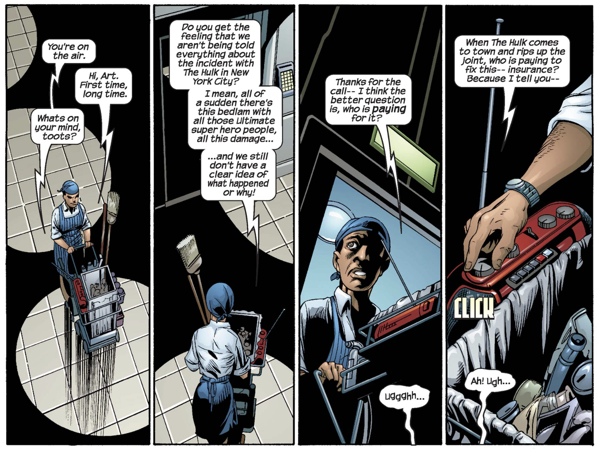 You're on
the air.
Hi, Art.
First time,
long time.
Whats on
your mind,
toots?
Do you get the
feeling that we
aren't being told
everything about
the incident with
The Hulk in New
York City?
I mean, all of
a sudden there's
this bedlam with
all those Ultimate
super hero people,
all this damage...
...and we still
don't have a
clear idea of
what happened
or why!
Thanks for the
call-- I think the
better question
is, who is paying
for it?
uggghh...
When The Hulk comes
to town and rips up the
joint, who is paying to
fix this-- insurance?
Because I tell you--
CLICK
Ah! Ugh...